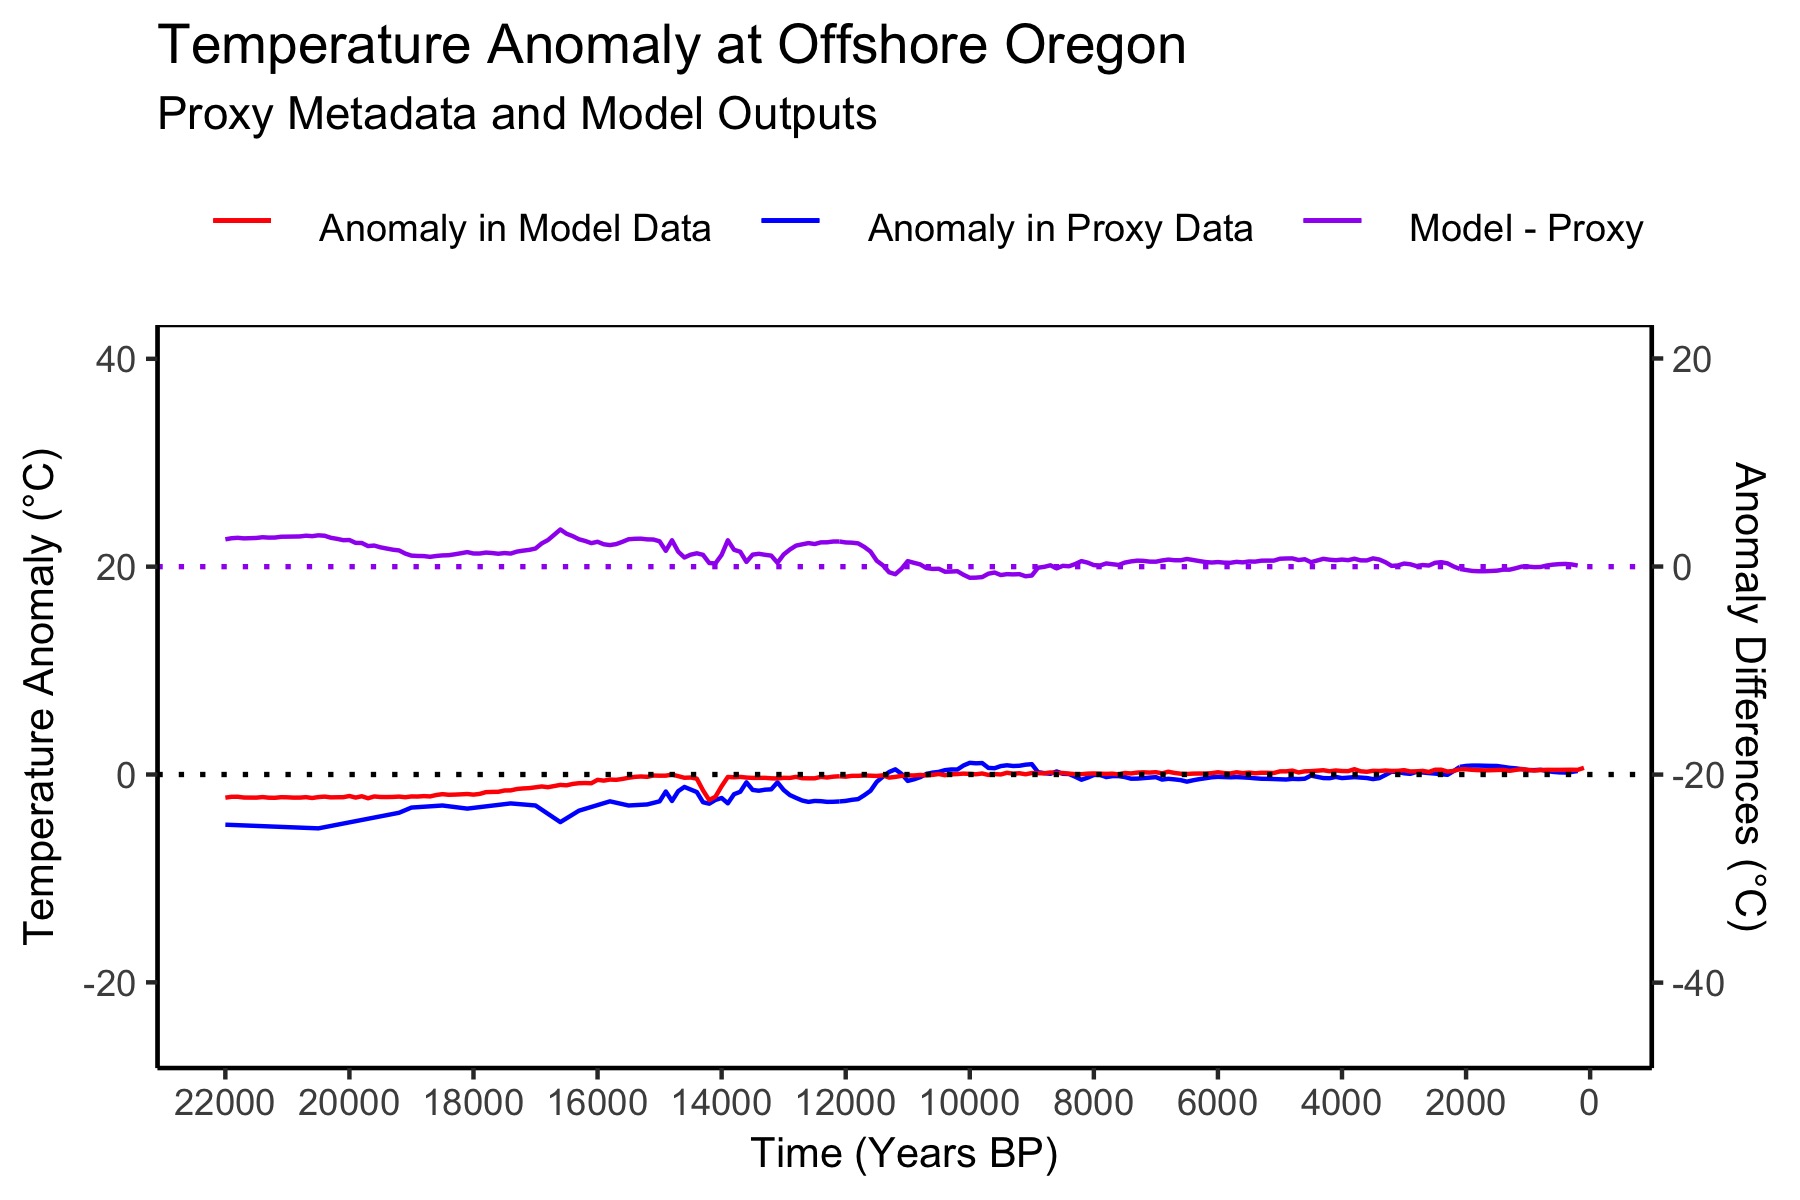 Temperature Anomaly at Offshore Oregon
Proxy Metadata and Model Outputs
Anomaly in Model Data Anomaly in Proxy Data Model - Proxy
Temperature Anomaly (°C)
40
20
0
-20
20
0
-20
-40
Anomaly Differences (°C)
22000 20000 18000 16000 14000 12000 10000 8000 6000 4000 2000 0
Time (Years BP)